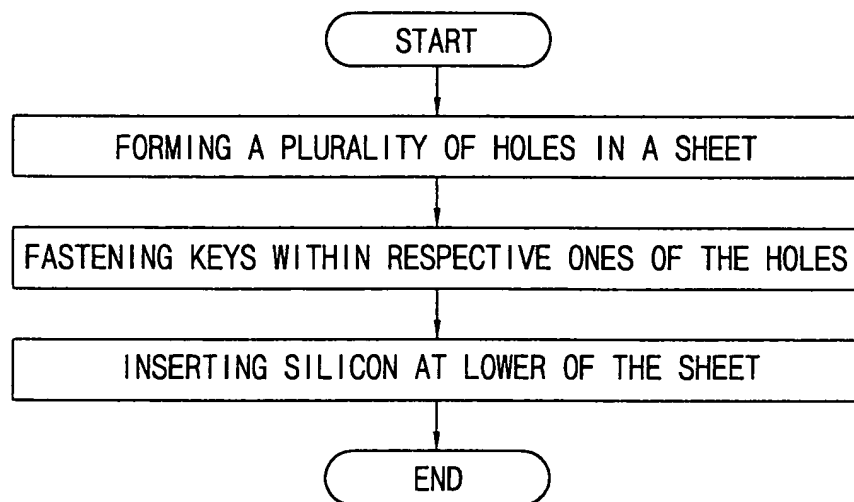 START
FORMING A PLURALITY OF HOLES IN A SHEET
FASTENING KEYS WITHIN RESPECTIVE ONES OF THE HOLES
INSERTING SILICON AT LOWER OF THE SHEET
END